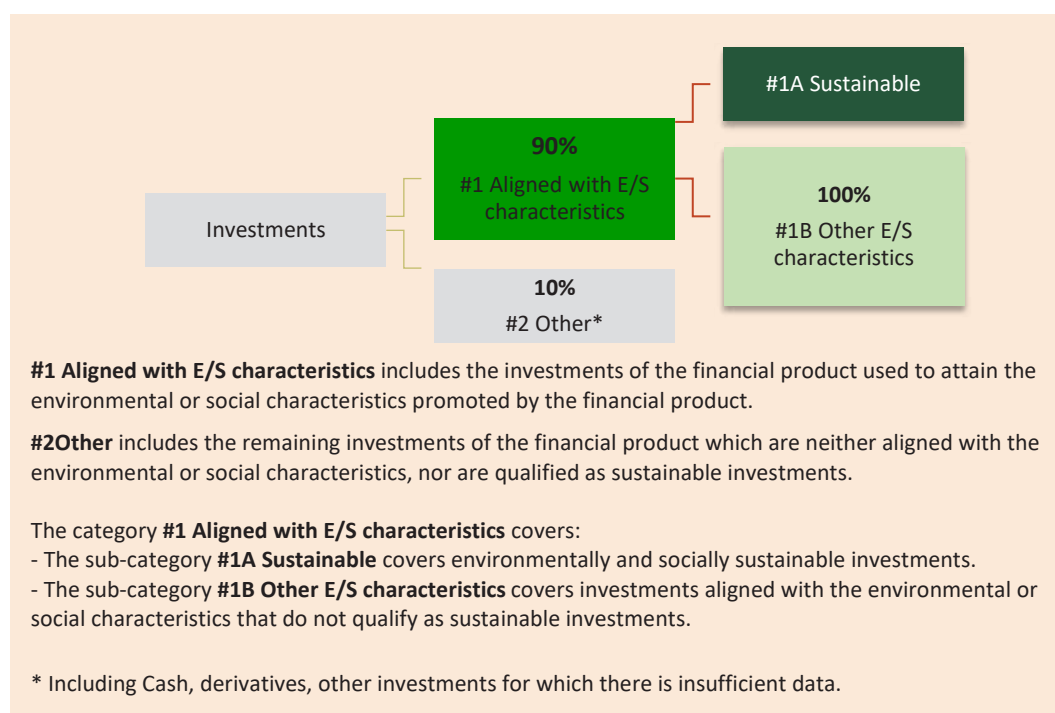 #1A Sustainable
90%
#1 Aligned with E/S
characteristics
100%
#1B Other E/S
characteristics
Investments
10%
#2 Other*
#1 Aligned with E/S characteristics includes the investments of the financial product used to attain the
environmental or social characteristics promoted by the financial product.
#2Other includes the remaining investments of the financial product which are neither aligned with the
environmental or social characteristics, nor are qualified as sustainable investments.
The category #1 Aligned with E/S characteristics covers:
- The sub-category #1A Sustainable covers environmentally and socially sustainable investments.
- The sub-category #1B Other E/S characteristics covers investments aligned with the environmental or
social characteristics that do not qualify as sustainable investments.
* Including Cash, derivatives, other investments for which there is insufficient data.